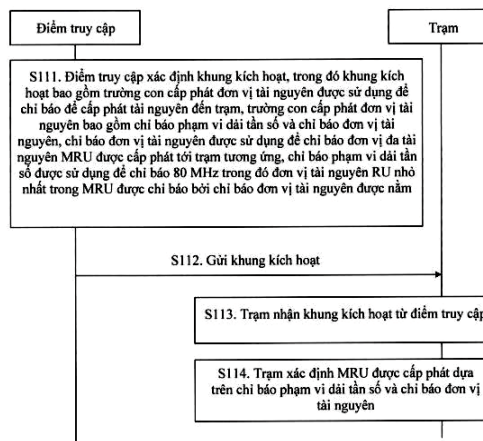 Điểm truy cập
Trạm
S111. Điểm truy cập xác định khung kích hoạt, trong đó khung kích
hoạt bao gồm trường con cấp phát đơn vị tài nguyên được sử dụng để
chỉ báo để cấp phát tài nguyên đến trạm, trường con cấp phát đơn vị tài
nguyên bao gồm chỉ báo phạm vi dải tần số và chỉ báo đơn vị tài
nguyên, chỉ báo đơn vị tài nguyên được sử dụng để chỉ báo đơn vị đa tài
nguyên MRU được cấp phát tới trạm tương ứng, chỉ báo phạm vi dải tần
số được sử dụng để chỉ báo 80 MHz trong đó đơn vị tài nguyên RU nhỏ
nhất trong MRU được chỉ báo bởi chỉ báo đơn vị tài nguyên được nằm
S112. Gửi khung kích hoạt
S113. Trạm nhận khung kích hoạt từ điểm truy cập
S114. Trạm xác định MRU được cấp phát dựa
trên chỉ báo phạm vi dải tần số và chỉ báo đơn vị
tài nguyên